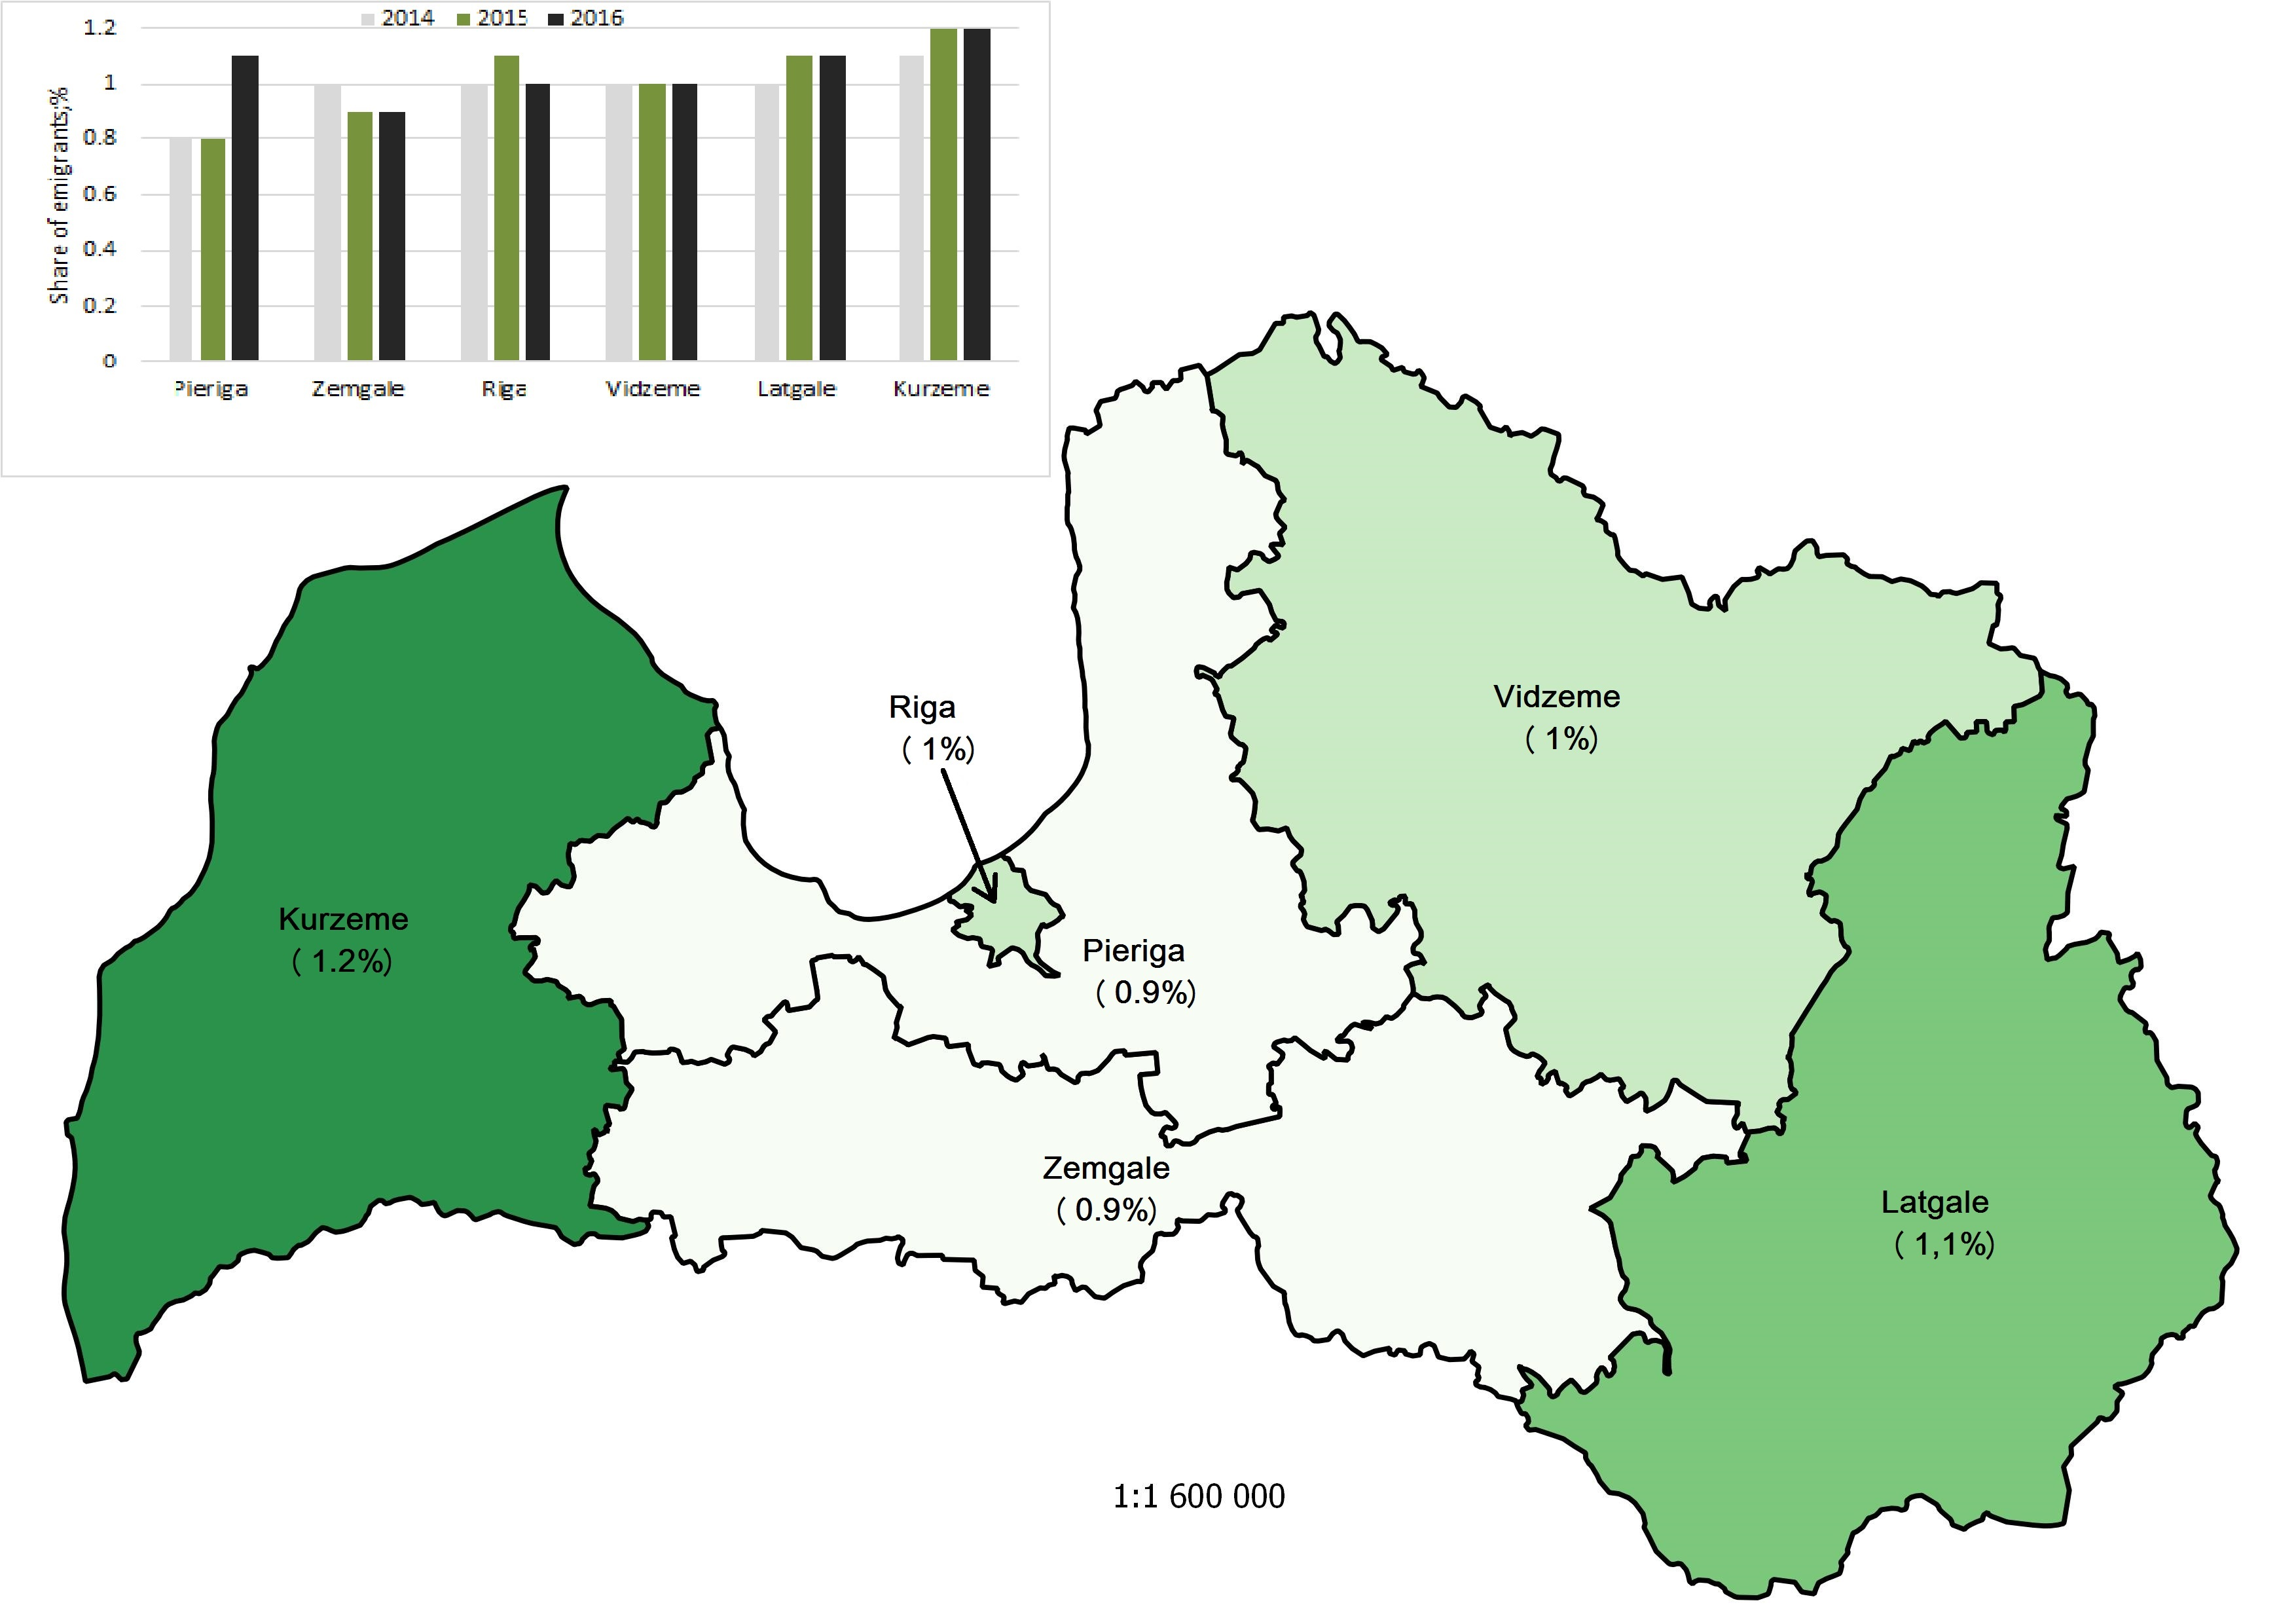 2014 2015 2016
1.2
1
0.8
0.6
0.4
0.2
0
Share of emigrants,%
Pieriga Zemgale Riga Vidzeme Latgale Kurzeme
Riga
( 1%)
Vidzeme
( 1%)
Kurzeme
( 1.2%)
Pieriga
( 0.9%)
Zemgale
( 0.9%)
Latgale
( 1,1%)
1:1 600 000